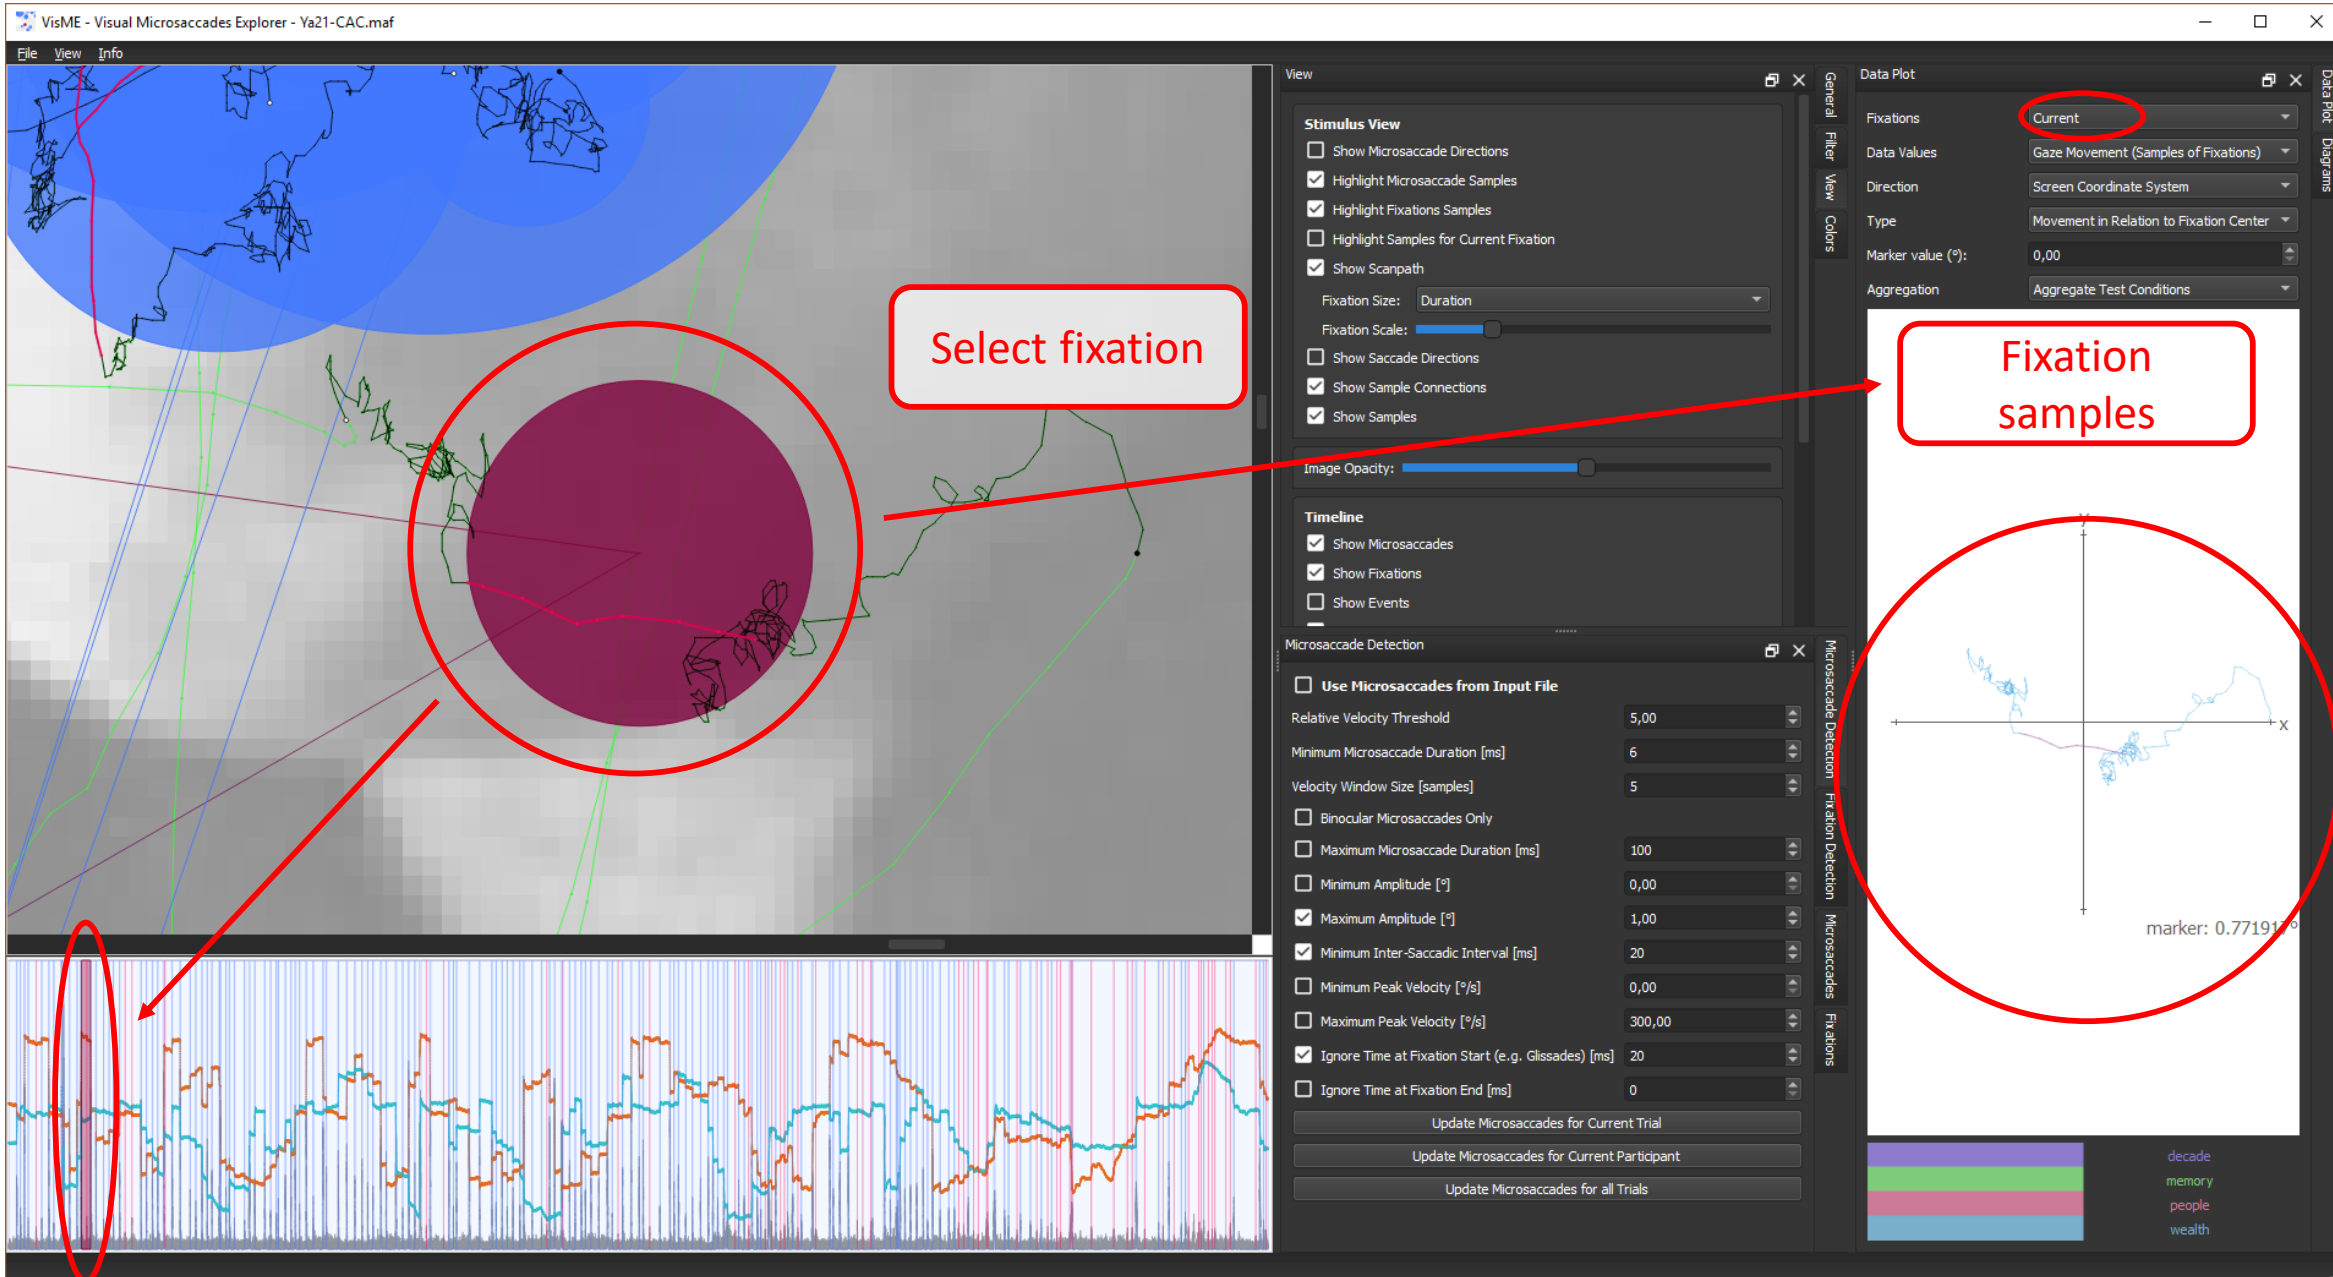 VisME - Visual Microsaccades Explorer - Ya21-CAC.maf
File View Info
Select fixation
View
General
Filter
View
Colors
Stimulus View
Show Microsaccade Directions
Highlight Microsaccade Samples
Highlight Fixations Samples
Highlight Samples for Current Fixation
Show Scanpath
Fixation Size: Duration
Fixation Scale:
Show Saccade Directions
Show Sample Connections
Show Samples
Image Opacity:
Timeline
Show Microsaccades
Show Fixations
Show Events
Microsaccade Detection
Use Microsaccades from Input File
Relative Velocity Threshold 5,00
Minimum Microsaccade Duration [ms] 6
Velocity Window Size [samples] 5
Binocular Microsaccades Only
Maximum Microsaccade Duration [ms] 100
Minimum Amplitude [°] 0,00
Maximum Amplitude [°] 1,00
Minimum Inter-Saccadic Interval [ms] 20
Minimum Peak Velocity [°/s] 0,00
Maximum Peak Velocity [°/s] 300,00
Ignore Time at Fixation Start (e.g. Glissades) [ms] 20
Ignore Time at Fixation End [ms] 0
Update Microsaccades for Current Trial
Update Microsaccades for Current Participant
Update Microsaccades for all Trials
Microsaccade Detection
Fixation Detection
Microsaccades
Fixations
Data Plot
Fixations Current
Data Values Gaze Movement (Samples of Fixations)
Direction Screen Coordinate System
Type Movement in Relation to Fixation Center
Marker value (°): 0,00
Aggregation Aggregate Test Conditions
Fixation
samples
y
x
marker: 0.771917°
decade
memory
people
wealth
Data Plot
Diagrams